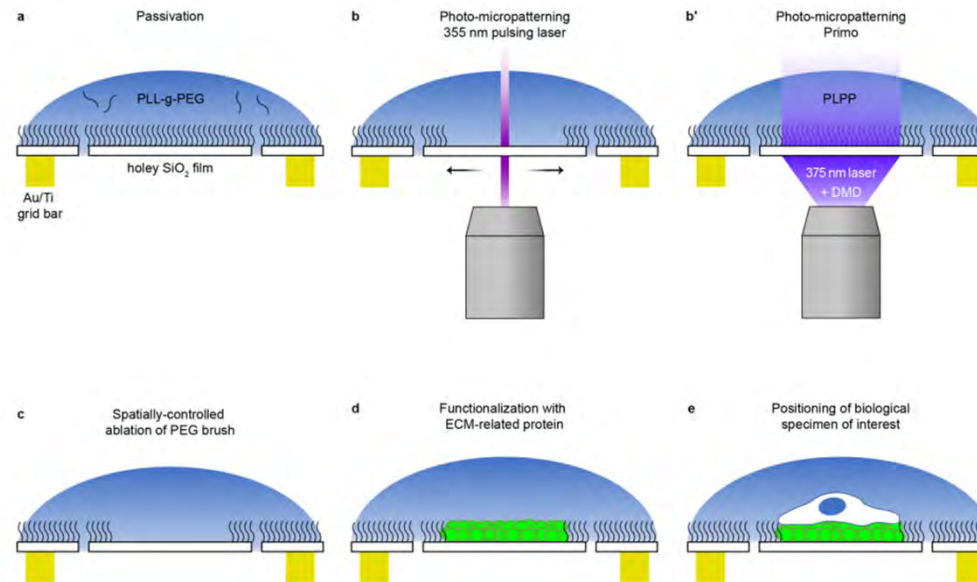 a
Passivation
PLL-g-PEG
holey SiO₂ film
Au/Ti
grid bar
b
Photo-micropatterning
355 nm pulsing laser
b'
Photo-micropatterning
Primo
PLPP
375 nm laser
+ DMD
c
Spatially-controlled
ablation of PEG brush
d
Functionalization with
ECM-related protein
e
Positioning of biological
specimen of interest